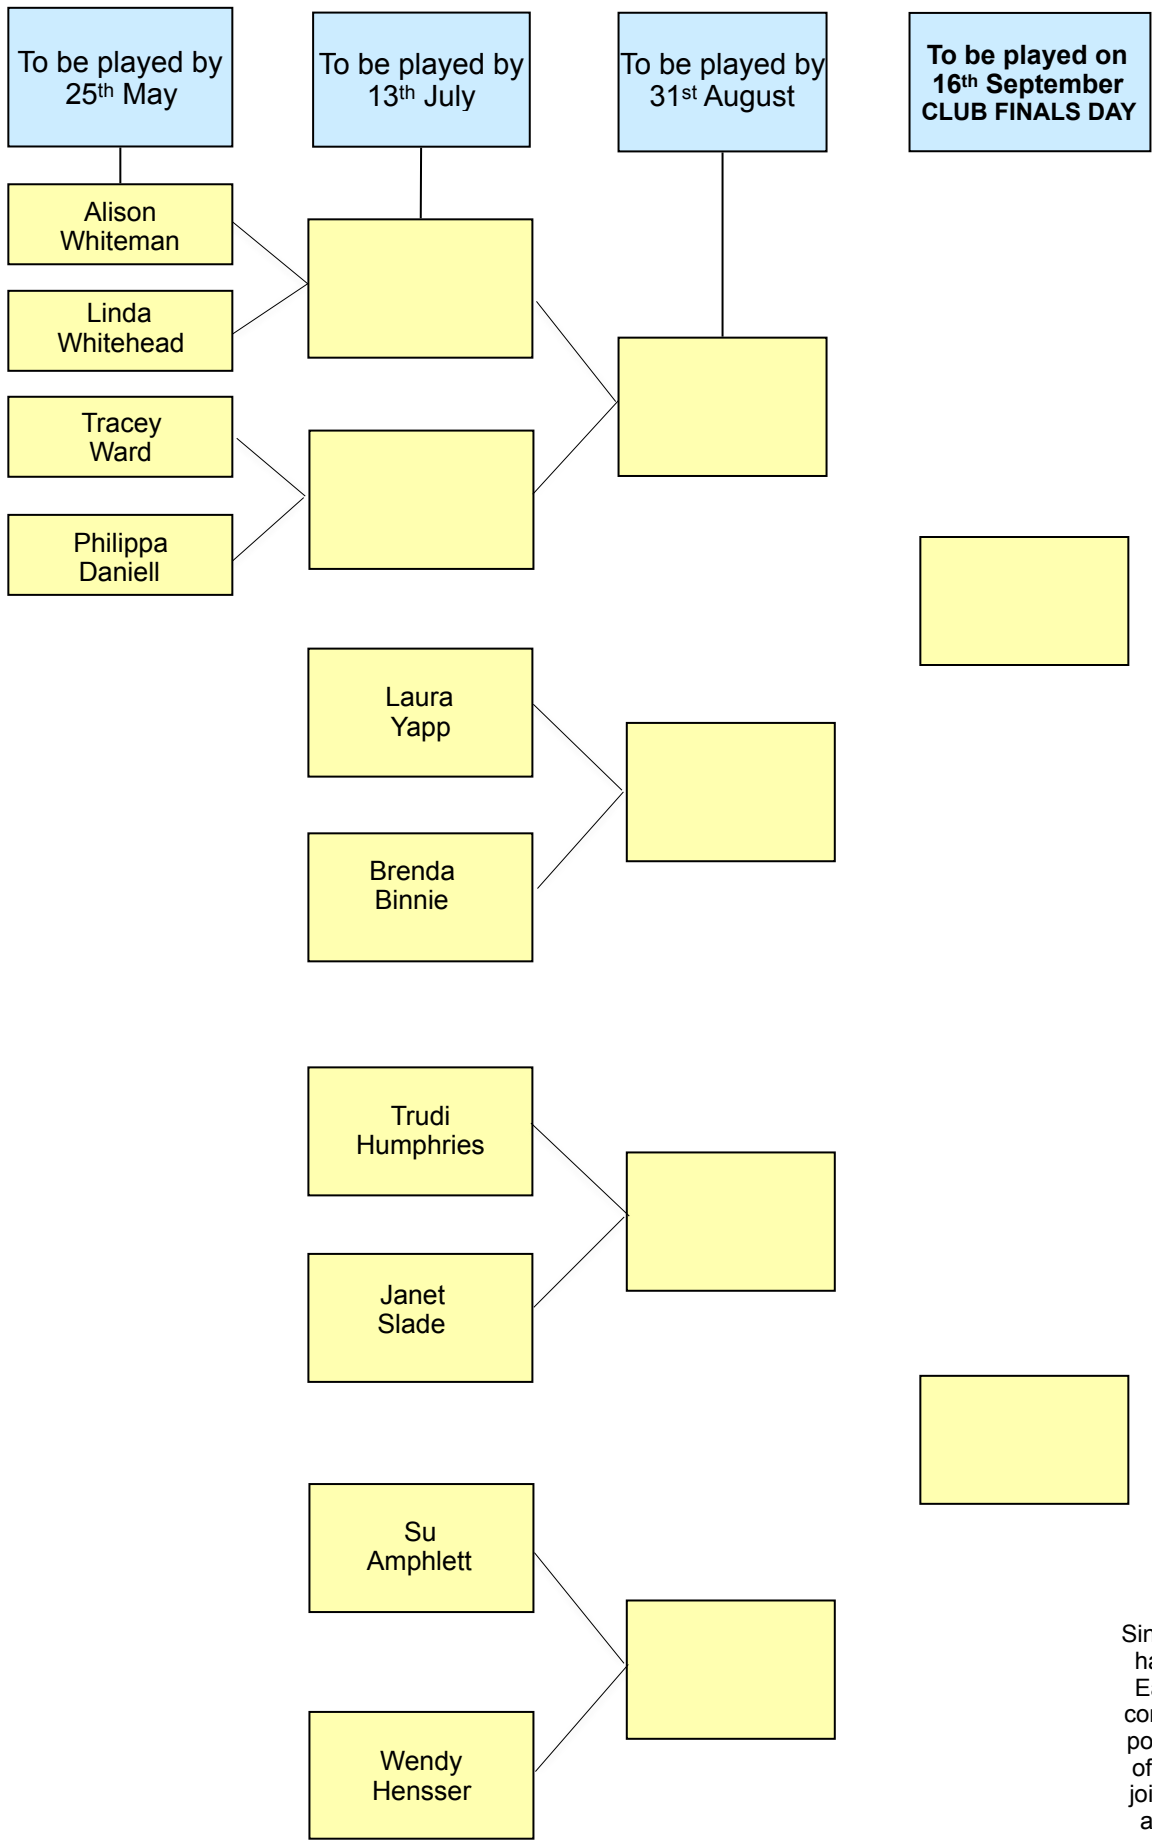 To be played by
25th May
To be played by
13th July
To be played by
31st August
To be played on
16th September
CLUB FINALS DAY
Alison
Whiteman
Linda
Whitehead
Tracey
Ward
Philippa
Daniell
Laura
Yapp
Brenda
Binnie
Trudi
Humphries
Janet
Slade
Su
Amphlett
Wendy
Hensser